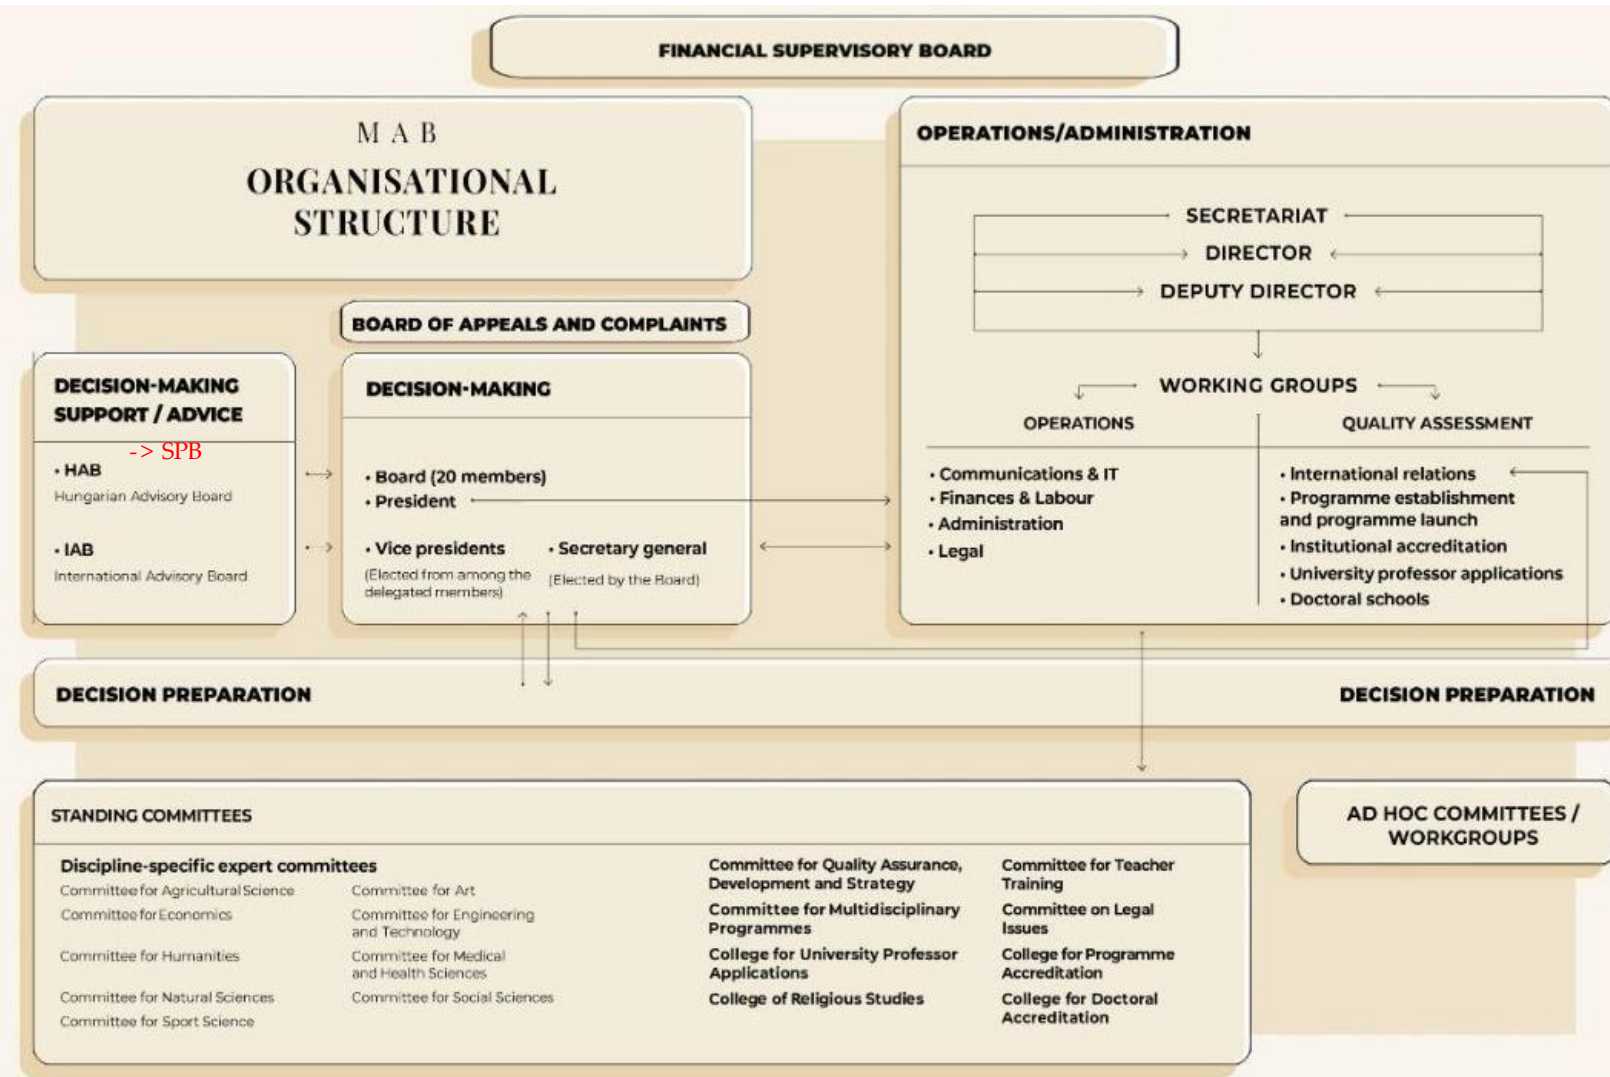 FINANCIAL SUPERVISORY BOARD
M A B
ORGANISATIONAL
STRUCTURE
OPERATIONS/ADMINISTRATION
SECRETARIAT
DIRECTOR
DEPUTY DIRECTOR
WORKING GROUPS
OPERATIONS
• Communications & IT
• Finances & Labour
• Administration
• Legal
QUALITY ASSESSMENT
• International relations
• Programme establishment
and programme launch
• Institutional accreditation
• University professor applications
• Doctoral schools
BOARD OF APPEALS AND COMPLAINTS
DECISION-MAKING
SUPPORT / ADVICE
-> SPB
• HAB
Hungarian Advisory Board
• IAB
International Advisory Board
DECISION-MAKING
• Board (20 members)
• President
• Vice presidents
(Elected from among the
delegated members)
• Secretary general
(Elected by the Board)
DECISION PREPARATION
DECISION PREPARATION
STANDING COMMITTEES
Discipline-specific expert committees
Committee for Agricultural Science
Committee for Economics
Committee for Humanities
Committee for Natural Sciences
Committee for Sport Science
Committee for Art
Committee for Engineering
and Technology
Committee for Medical
and Health Sciences
Committee for Social Sciences
Committee for Quality Assurance,
Development and Strategy
Committee for Multidisciplinary
Programmes
College for University Professor
Applications
College of Religious Studies
Committee for Teacher
Training
Committee on Legal
Issues
College for Programme
Accreditation
College for Doctoral
Accreditation
AD HOC COMMITTEES /
WORKGROUPS